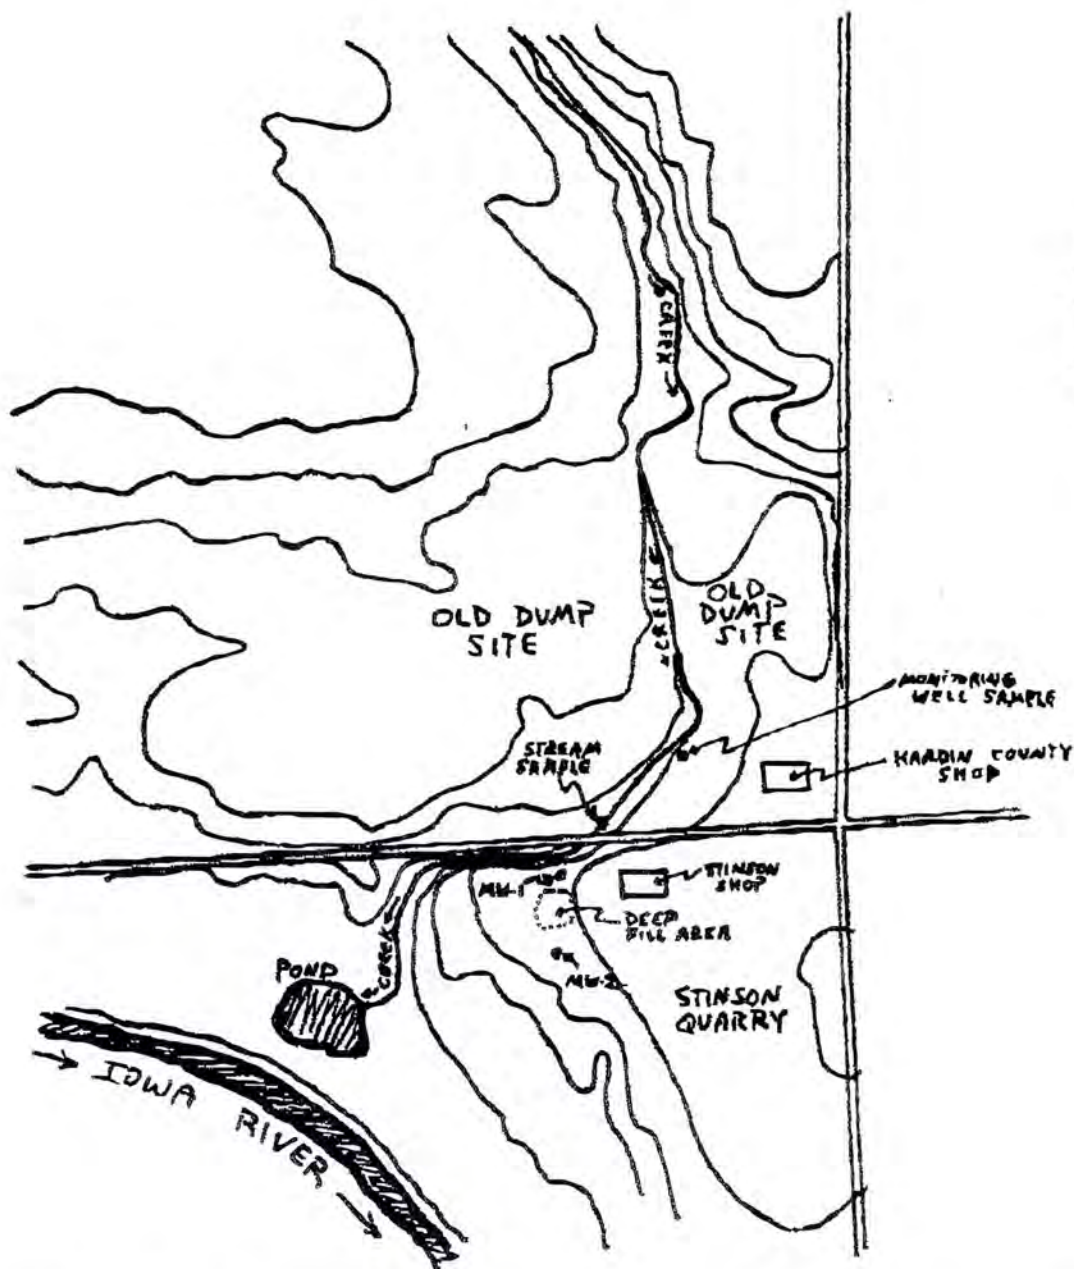 CREEK
OLD DUMP
SITE
CREEK
OLD
DUMP
SITE
MONITORING
WELL SAMPLE
STREAM
SAMPLE
HARDIN COUNTY
SHOP
MW-1
STINSON
SHOP
DEEP
FILL AREA
CREEK
MW-2
POND
STINSON
QUARRY
IOWA RIVER